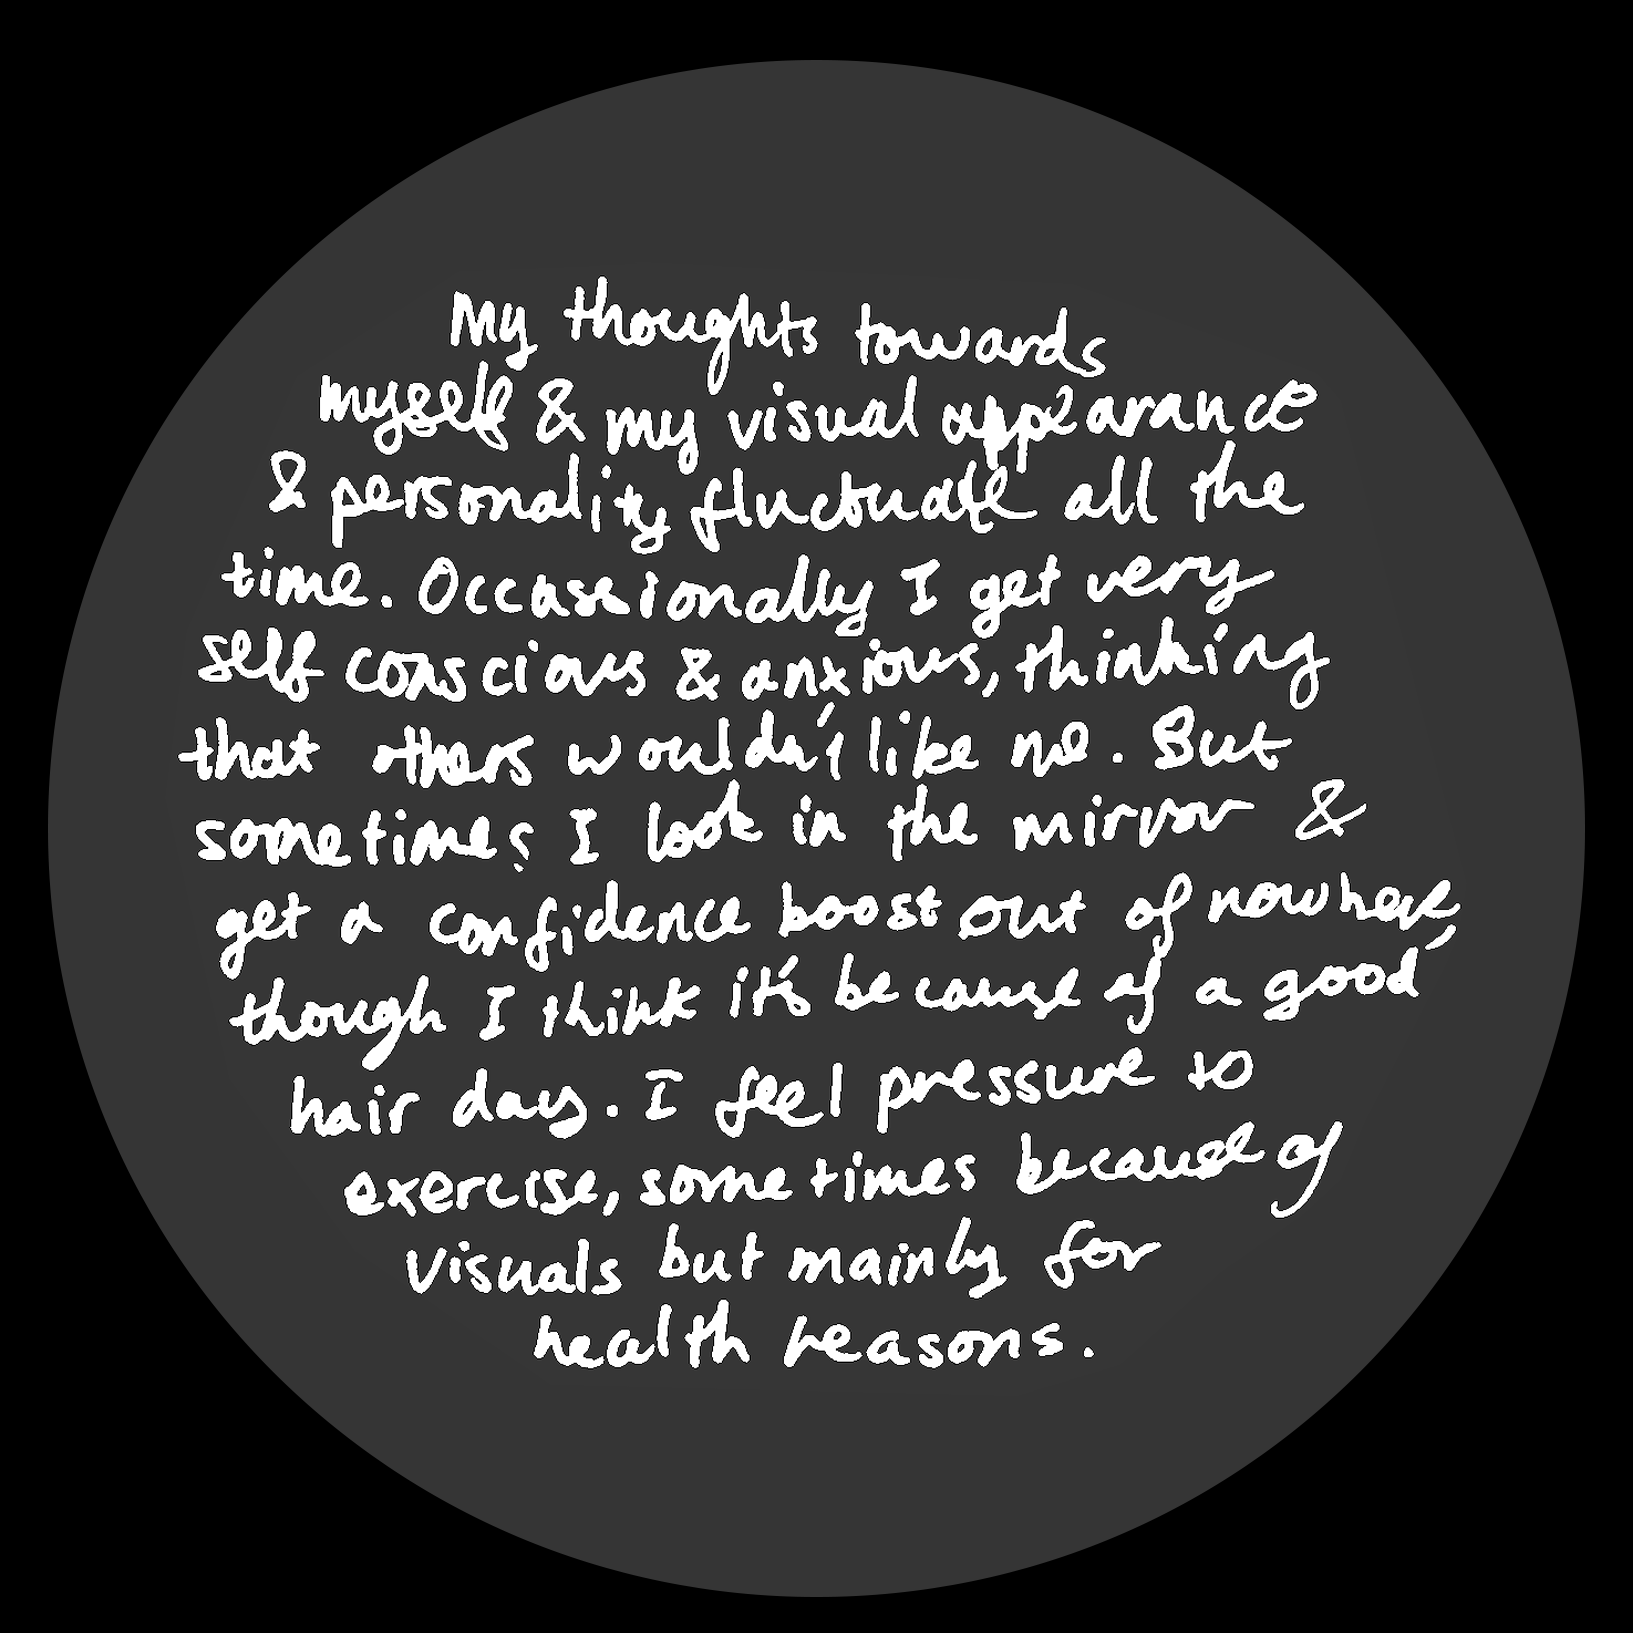 My thoughts towards
myself & my visual appearance
& personality fluctuate all the
time. Occassionally I get very
self conscious & anxious, thinking
that others wouldn't like me. But
sometimes I look in the mirror &
get a confidence boost out of nowhere,
though I think it's because of a good
hair day. I feel pressure to
exercise, sometimes because of
visuals but mainly for
health reasons.